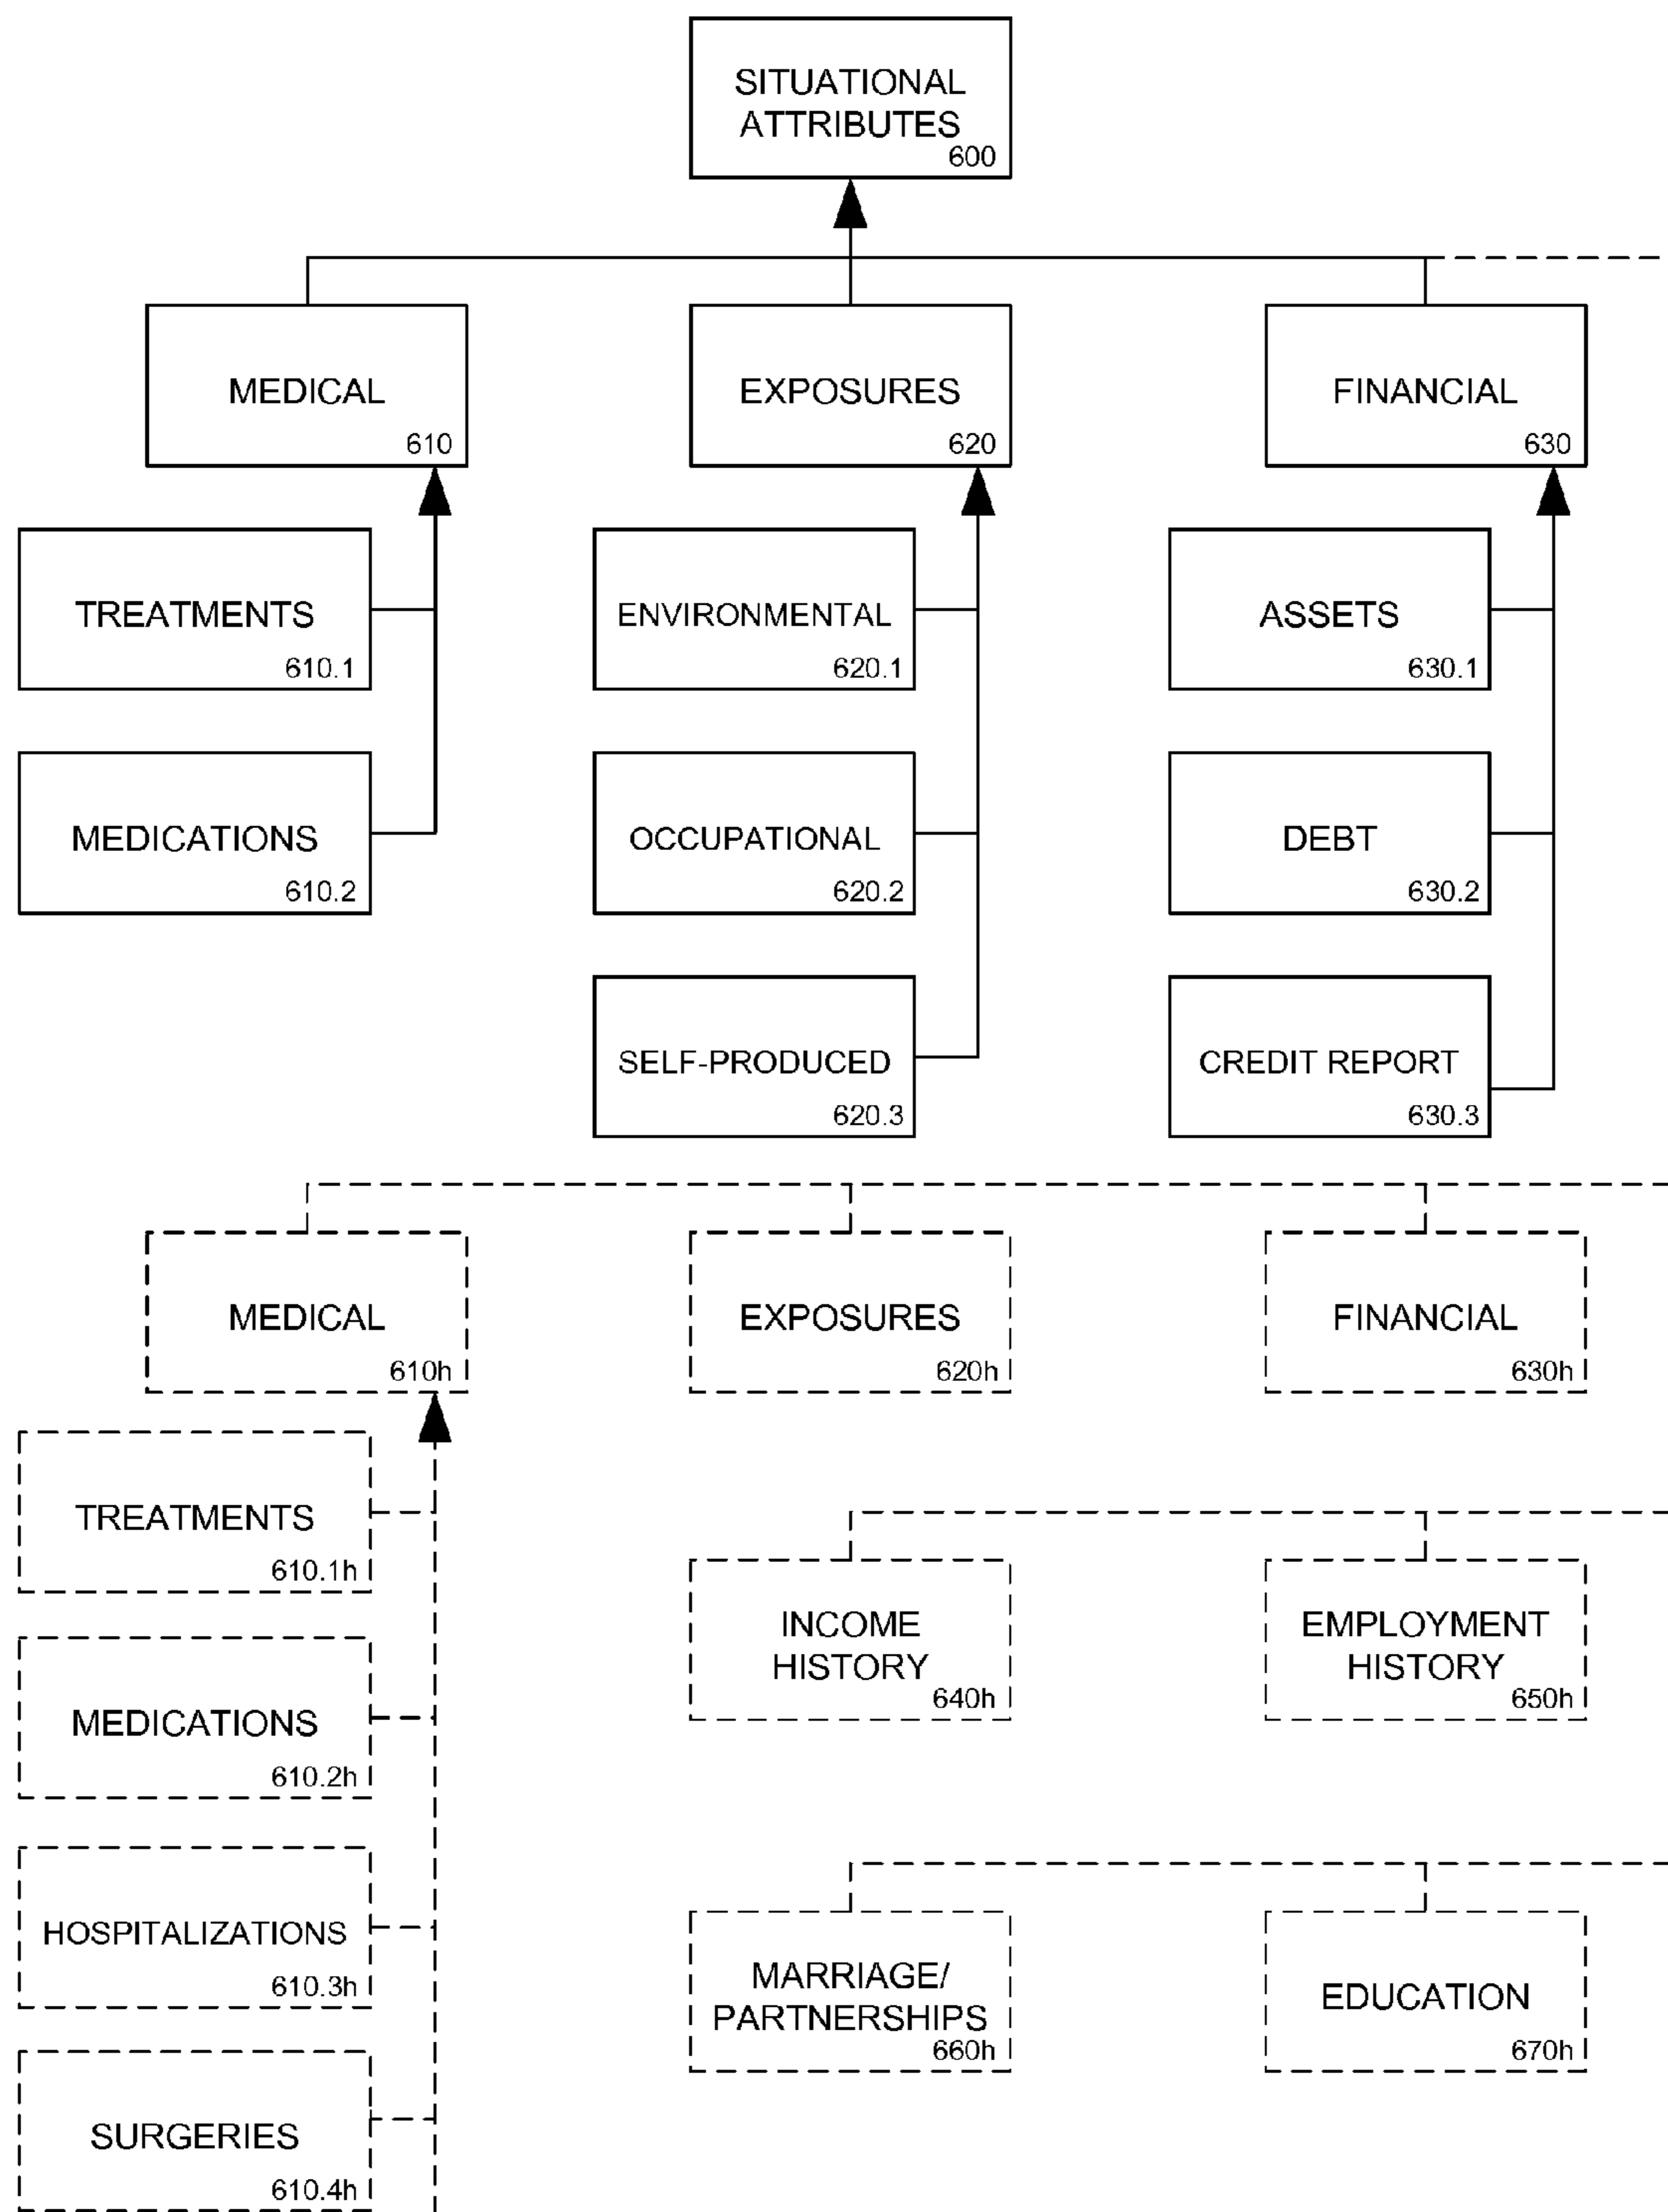 SITUATIONAL
ATTRIBUTES
600
MEDICAL
610
EXPOSURES
620
FINANCIAL
630
TREATMENTS
610.1
ENVIRONMENTAL
620.1
ASSETS
630.1
MEDICATIONS
610.2
OCCUPATIONAL
620.2
DEBT
630.2
SELF-PRODUCED
620.3
CREDIT REPORT
630.3
MEDICAL
610h
EXPOSURES
620h
FINANCIAL
630h
TREATMENTS
610.1h
INCOME
HISTORY
640h
EMPLOYMENT
HISTORY
650h
MEDICATIONS
610.2h
HOSPITALIZATIONS
610.3h
MARRIAGE/
PARTNERSHIPS
660h
EDUCATION
670h
SURGERIES
610.4h